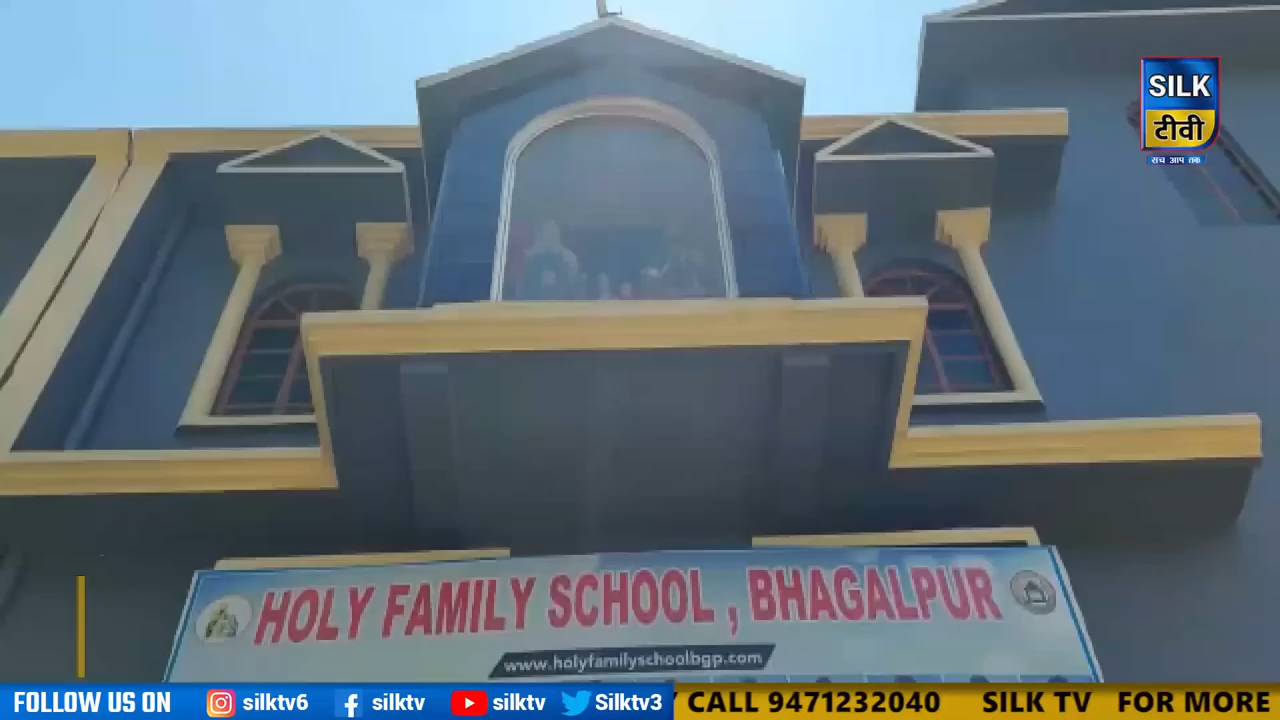 SILK
टीवी
सच आप तक
HOLY FAMILY SCHOOL , BHAGALPUR
www.holyfamilyschoolbgp.com
FOLLOW US ON silktv6 silktv silktv Silktv3 CALL 9471232040 SILK TV FOR MORE